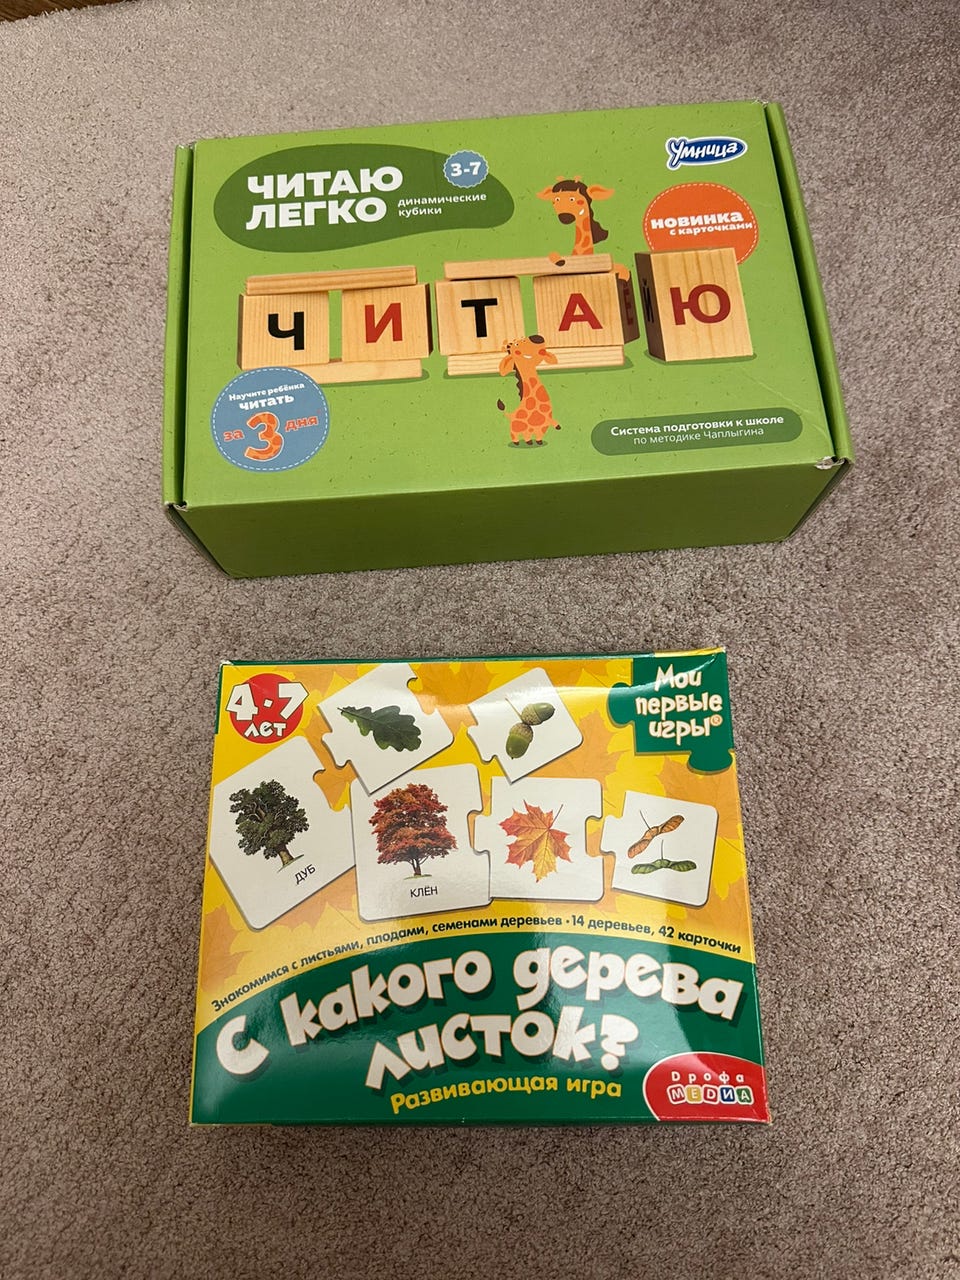 Умница
ЧИТАЮ
ЛЕГКО
3-7
динамические
кубики
новинка
с карточками
ЧИТАЮ
Й
Научите ребёнка
читать
за 3 дня
Система подготовки к школе
по методике Чаплыгина
4-7
лет
Мои
первые
игры®
ДУБ
КЛЁН
Знакомимся с листьями, плодами, семенами деревьев • 14 деревьев, 42 карточки
С какого дерева
листок?
Развивающая игра
Дрофа
МЕДИА